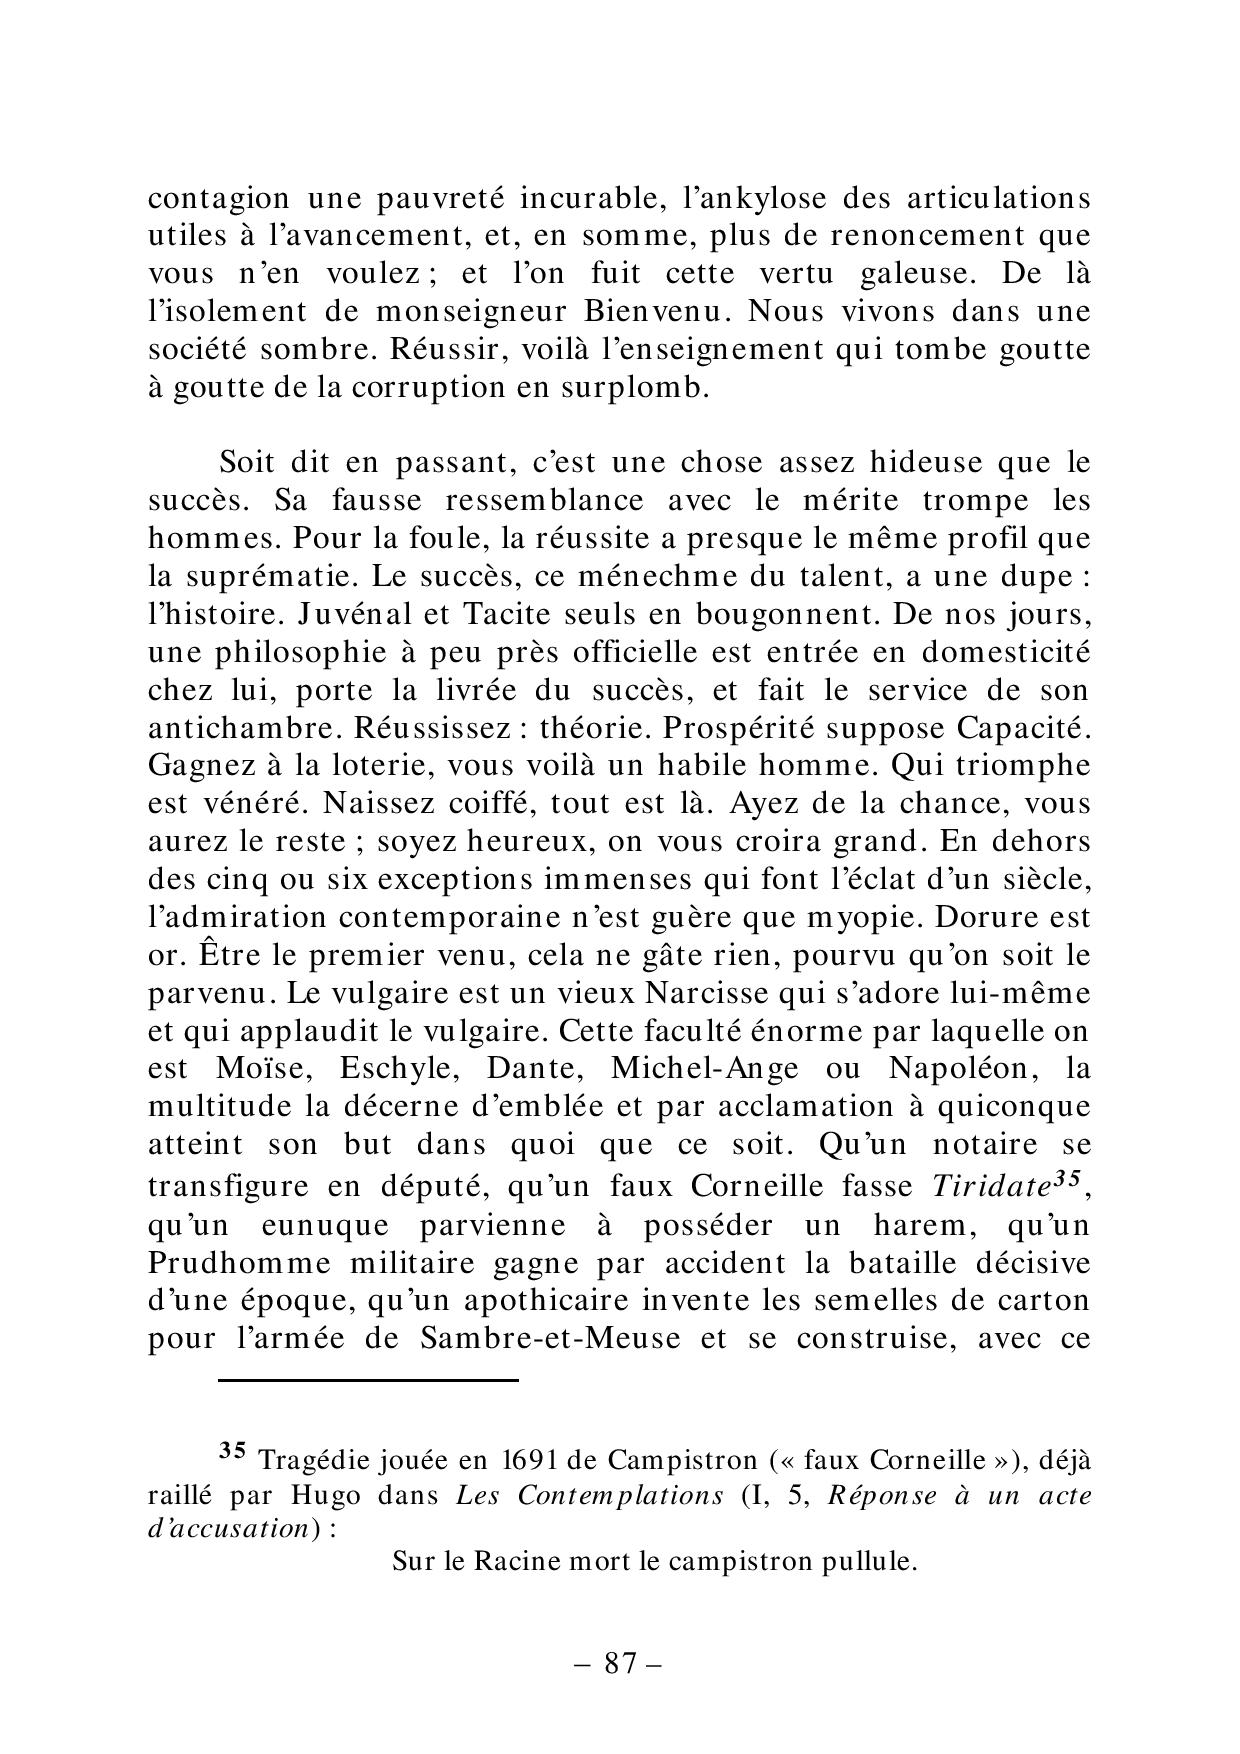 contagion une pauvreté incurable, l’ankylose des articulations
utiles à l’avancement, et, en somme, plus de renoncement que
vous n’en voulez ; et l’on fuit cette vertu galeuse. De là
l’isolement de monseigneur Bienvenu. Nous vivons dans une
société sombre. Réussir, voilà l’enseignement qui tombe goutte
à goutte de la corruption en surplomb.
Soit dit en passant, c’est une chose assez hideuse que le
succès. Sa fausse ressemblance avec le mérite trompe les
hommes. Pour la foule, la réussite a presque le même profil que
la suprématie. Le succès, ce ménechme du talent, a une dupe :
l’histoire. Juvénal et Tacite seuls en bougonnent. De nos jours,
une philosophie à peu près officielle est entrée en domesticité
chez lui, porte la livrée du succès, et fait le service de son
antichambre. Réussissez : théorie. Prospérité suppose Capacité.
Gagnez à la loterie, vous voilà un habile homme. Qui triomphe
est vénéré. Naissez coiffé, tout est là. Ayez de la chance, vous
aurez le reste ; soyez heureux, on vous croira grand. En dehors
des cinq ou six exceptions immenses qui font l’éclat d’un siècle,
l’admiration contemporaine n’est guère que myopie. Dorure est
or. Être le premier venu, cela ne gâte rien, pourvu qu’on soit le
parvenu. Le vulgaire est un vieux Narcisse qui s’adore lui-même
et qui applaudit le vulgaire. Cette faculté énorme par laquelle on
est Moïse, Eschyle, Dante, Michel-Ange ou Napoléon, la
multitude la décerne d’emblée et par acclamation à quiconque
atteint son but dans quoi que ce soit. Qu’un notaire se
transfigure en député, qu’un faux Corneille fasse Tiridate35,
qu’un eunuque parvienne à posséder un harem, qu’un
Prudhomme militaire gagne par accident la bataille décisive
d’une époque, qu’un apothicaire invente les semelles de carton
pour l’armée de Sambre-et-Meuse et se construise, avec ce
35 Tragédie jouée en 1691 de Campistron (« faux Corneille »), déjà
raillé par Hugo dans Les Contemplations (I, 5, Réponse à un acte
d’accusation) :
Sur le Racine mort le campistron pullule.
– 87 –